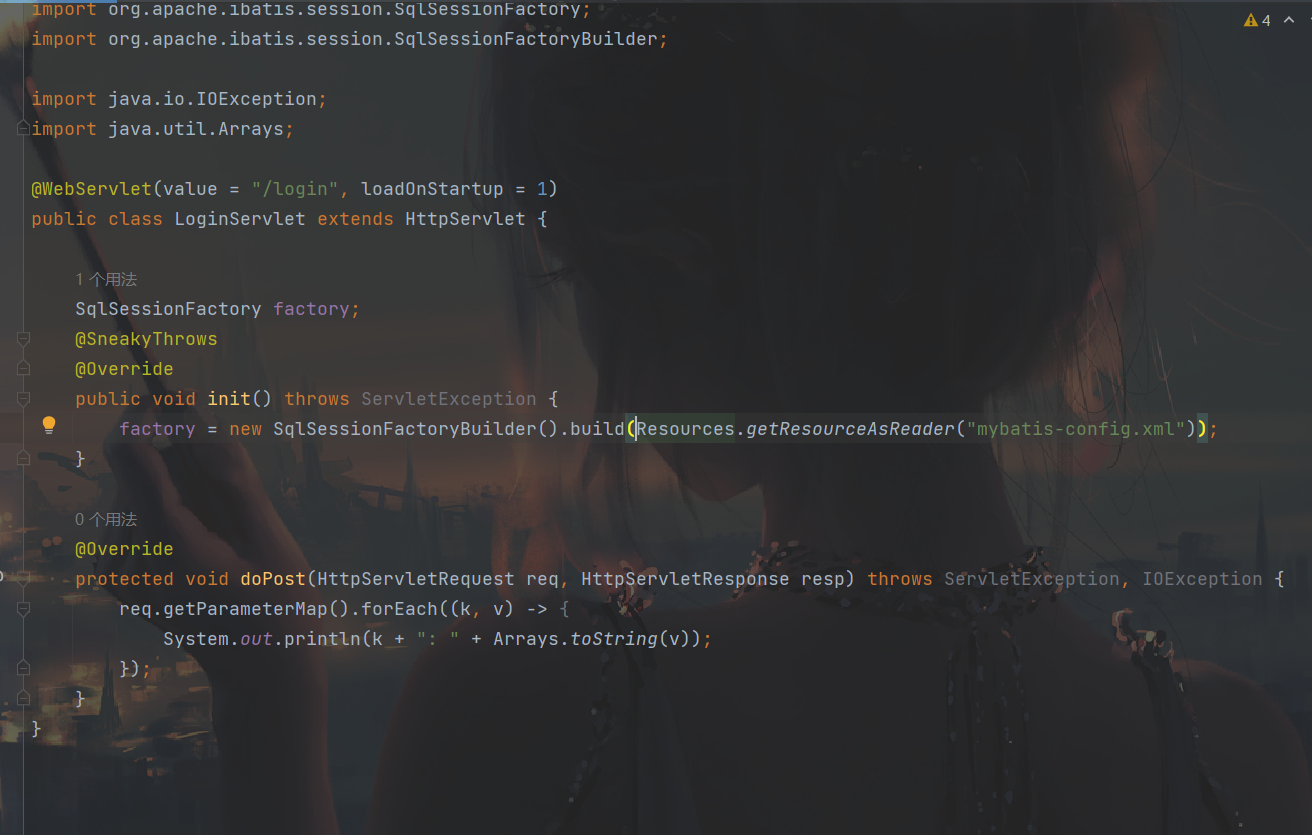 import org.apache.ibatis.session.SqlSessionFactory;
import org.apache.ibatis.session.SqlSessionFactoryBuilder;
4
import java.io.IOException;
import java.util.Arrays;
@WebServlet(value = "/login", loadOnStartup = 1)
public class LoginServlet extends HttpServlet {
1 个用法
SqlSessionFactory factory;
@SneakyThrows
@Override
public void init() throws ServletException {
factory = new SqlSessionFactoryBuilder().build(Resources.getResourceAsReader("mybatis-config.xml"));
}
0 个用法
@Override
protected void doPost(HttpServletRequest req, HttpServletResponse resp) throws ServletException, IOException {
req.getParameterMap().forEach((k, v) -> {
System.out.println(k + ": " + Arrays.toString(v));
});
}
}